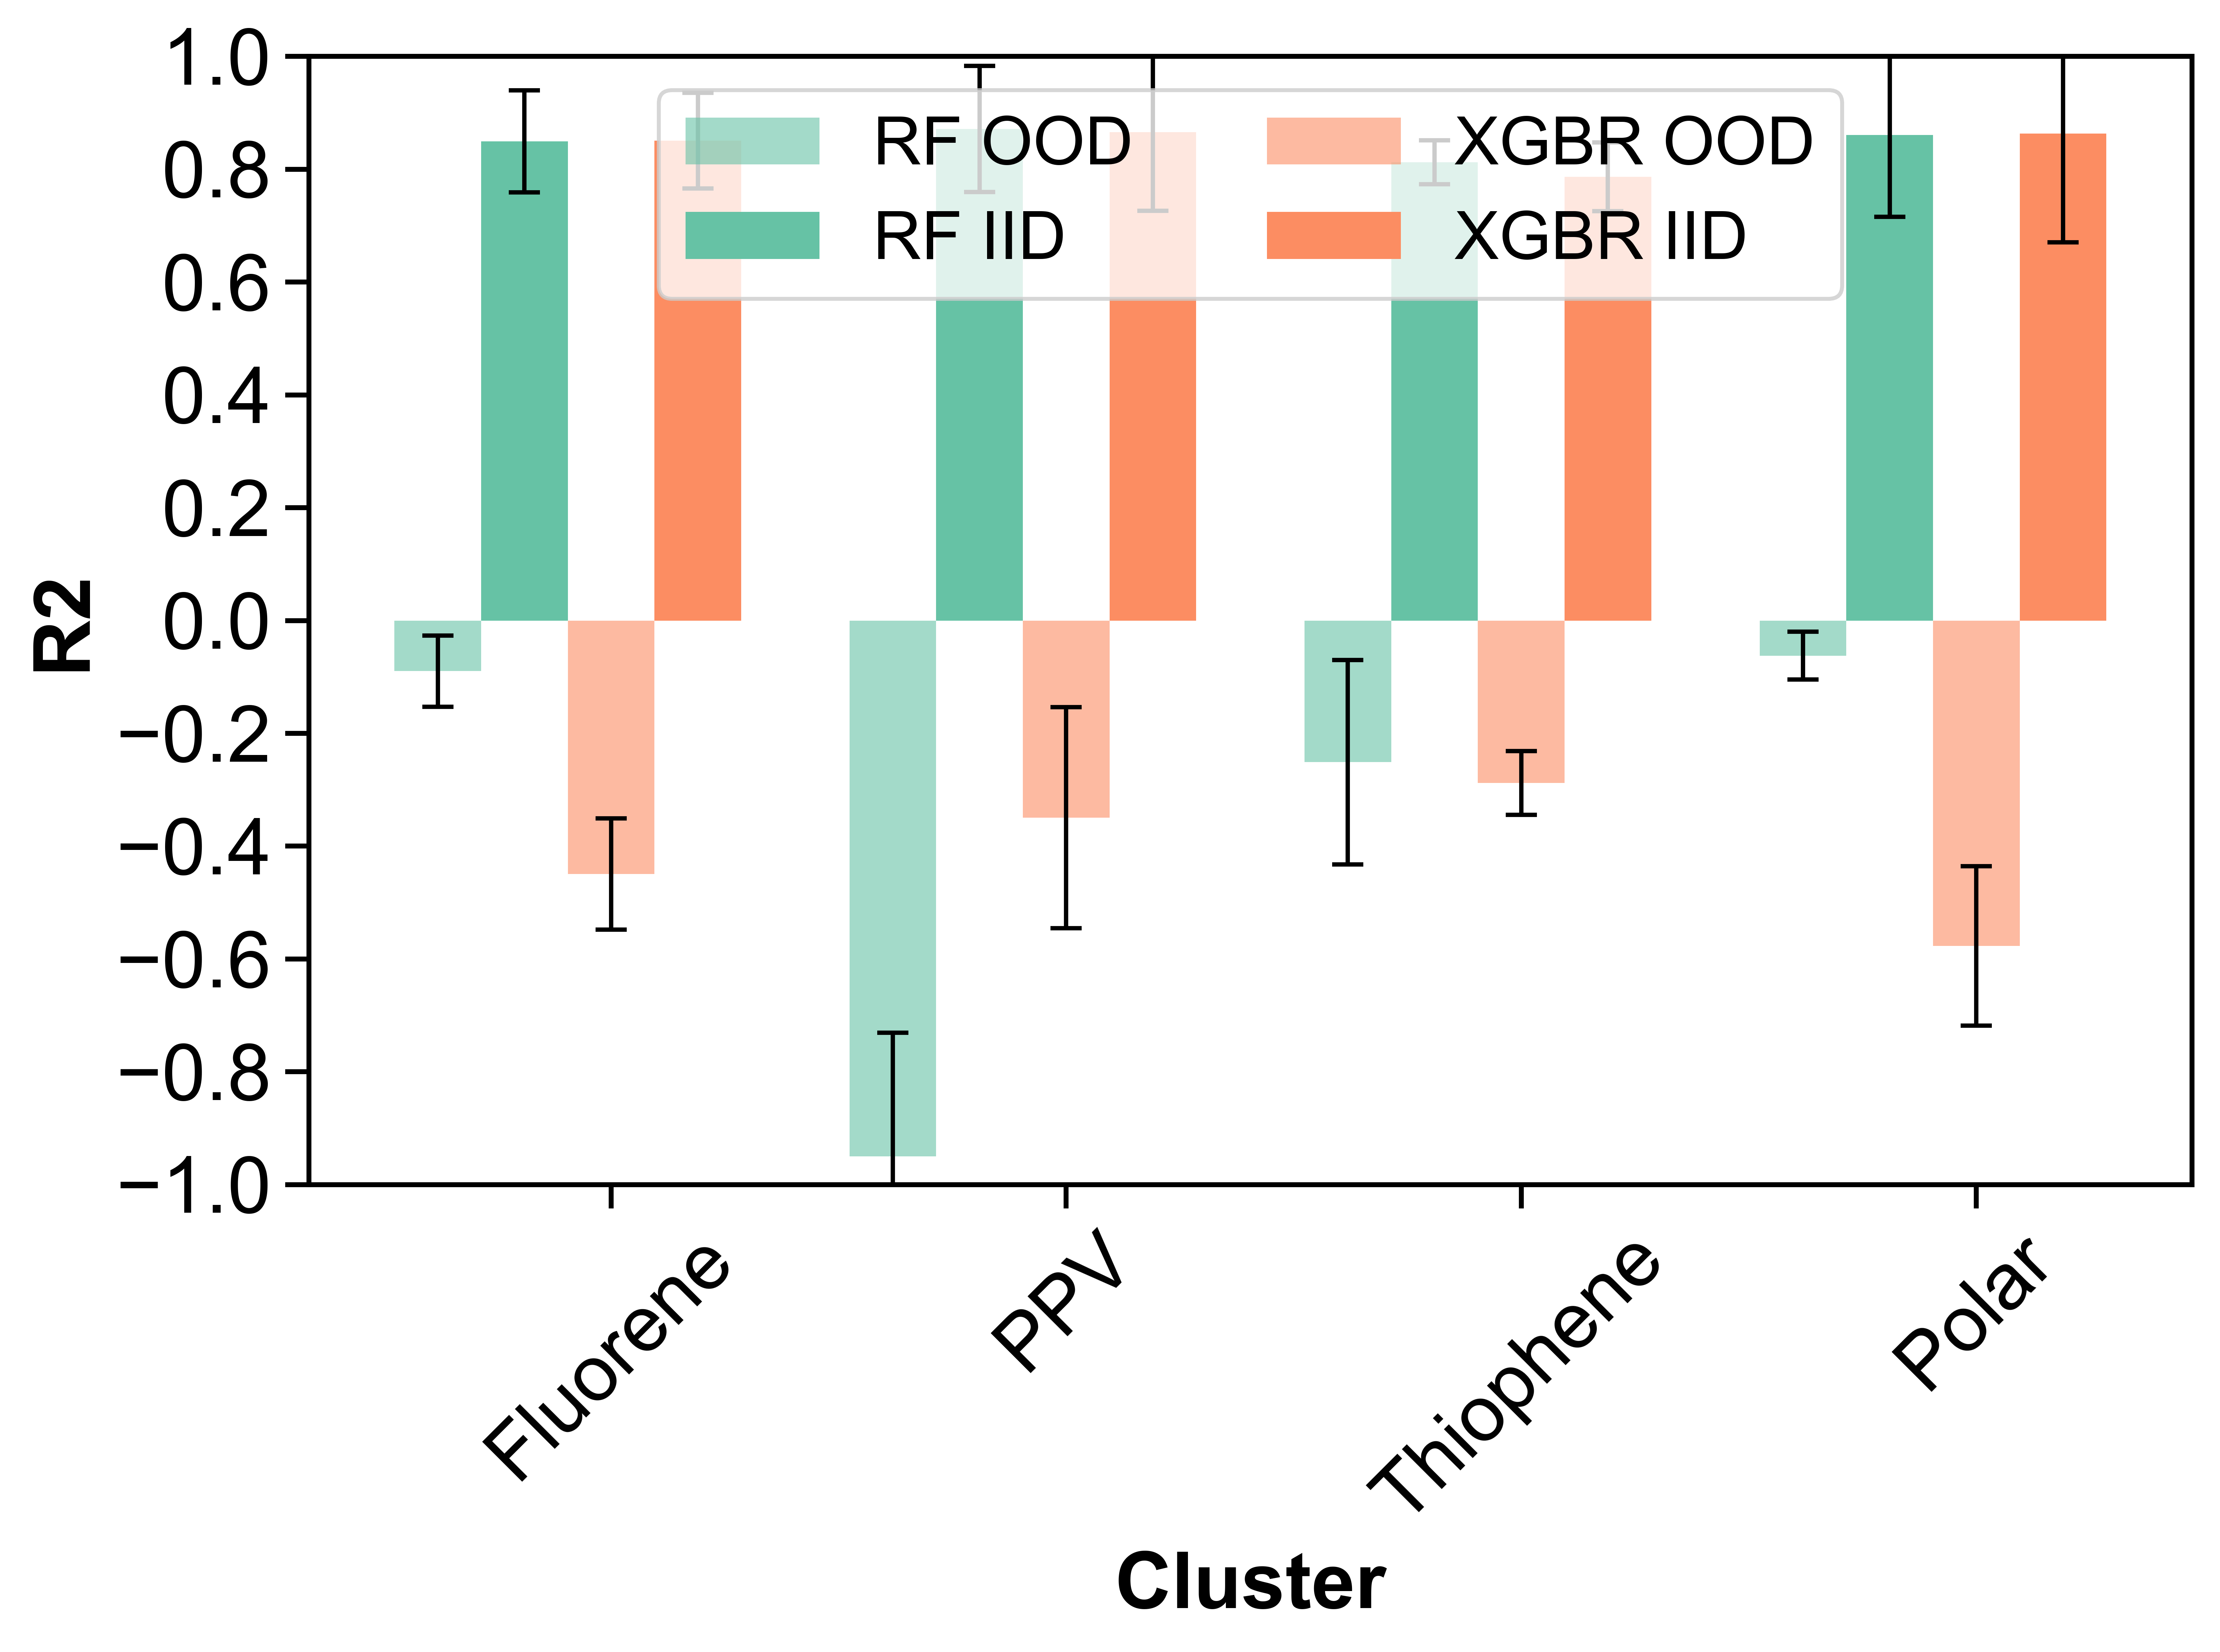 1.0
0.8
0.6
0.4
0.2
0.0
−0.2
−0.4
−0.6
−0.8
−1.0
R2
RF OOD
RF IID
XGBR OOD
XGBR IID
Fluorene
PPV
Thiophene
Polar
Cluster